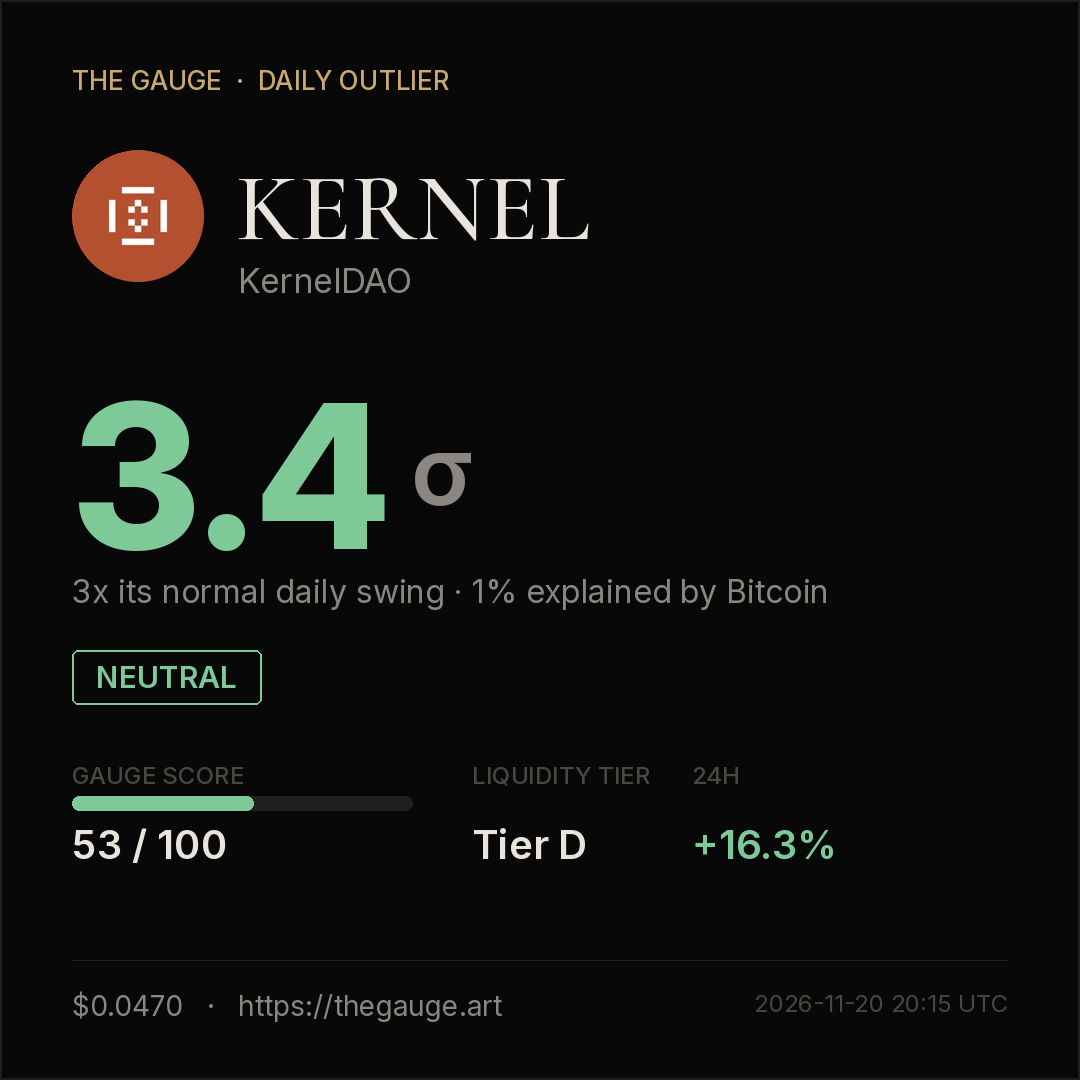 THE GAUGE · DAILY OUTLIER
KERNEL
KernelDAO
3.4 σ
3x its normal daily swing · 1% explained by Bitcoin
NEUTRAL
GAUGE SCORE LIQUIDITY TIER 24H
53 / 100 Tier D +16.3%
$0.0470 · https://thegauge.art 2026-11-20 20:15 UTC